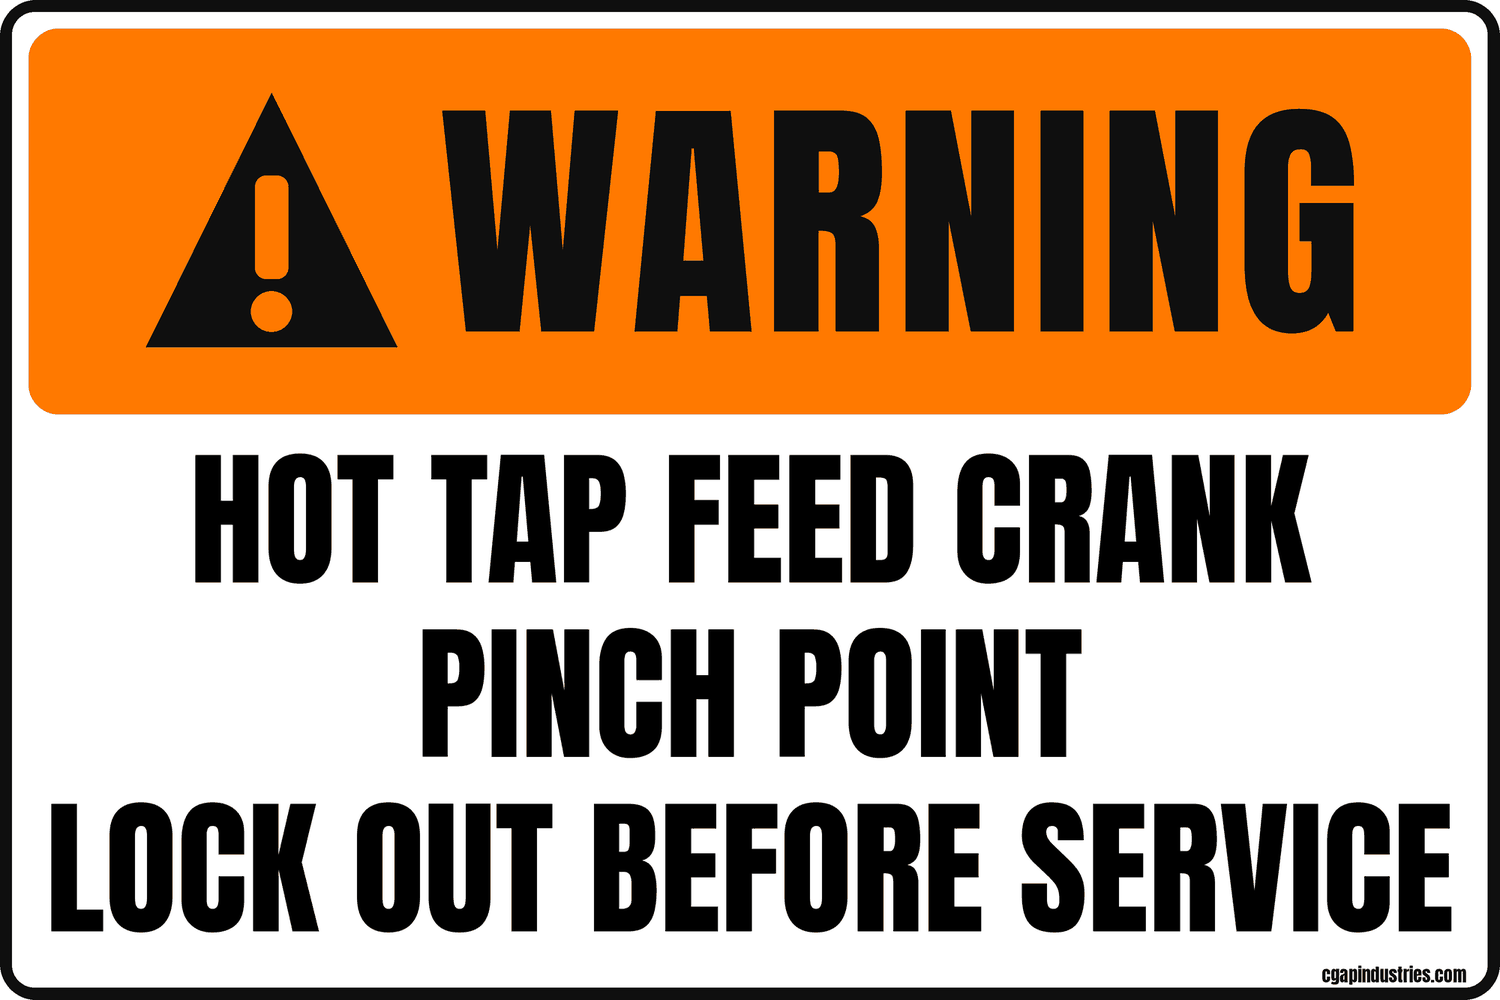 WARNING
HOT TAP FEED CRANK
PINCH POINT
LOCK OUT BEFORE SERVICE
cgapindustries.com